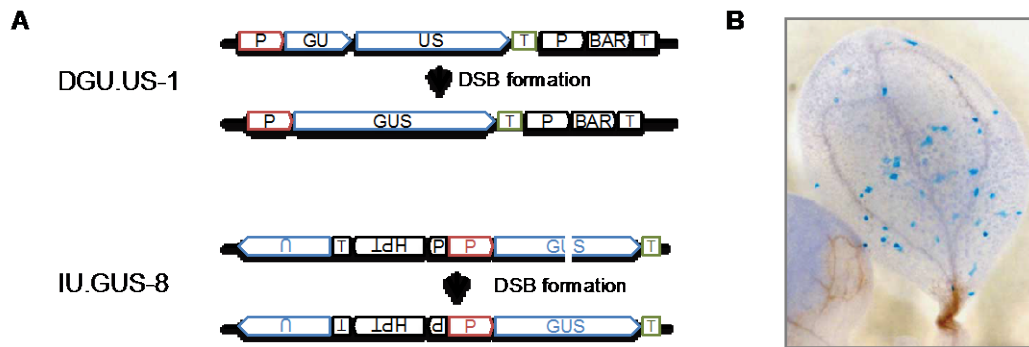 A
B
P GU US T P BAR T
DGU.US-1
DSB formation
P GUS T P BAR T
U T HPT P P GUS T
IU.GUS-8
DSB formation
U T HPT P P GUS T